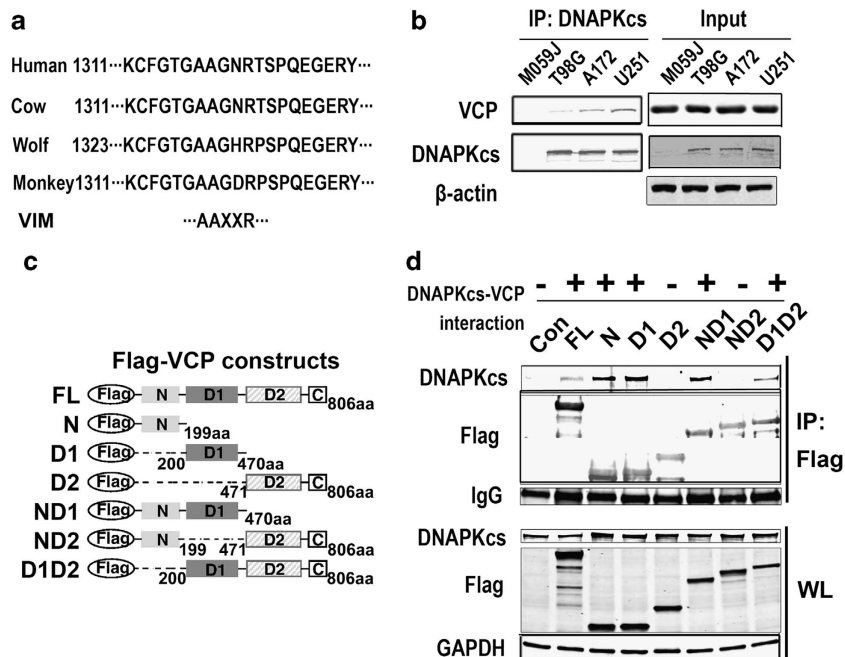 a
Human 1311···KCFGTGAAGNRTSPQEGERY···
Cow 1311···KCFGTGAAGNRTSPQEGERY···
Wolf 1323···KCFGTGAAGHRPSPQEGERY···
Monkey1311···KCFGTGAAGDRPSPQEGERY···
VIM ···AAXXR···
b
IP: DNAPKcs Input
M059J T98G A172 U251 M059J T98G A172 U251
VCP
DNAPKcs
β-actin
c
Flag-VCP constructs
FL Flag N D1 D2 C 806aa
N Flag N 199aa
D1 Flag 200 D1 470aa
D2 Flag 471 D2 C 806aa
ND1 Flag N D1 470aa
ND2 Flag N 199 471 D2 C 806aa
D1D2 Flag 200 D1 D2 C 806aa
d
DNAPKcs-VCP interaction - + + + - + - +
Con FL N D1 D2 ND1 ND2 D1D2
DNAPKcs
Flag
IgG
IP: Flag
DNAPKcs
Flag
GAPDH
WL